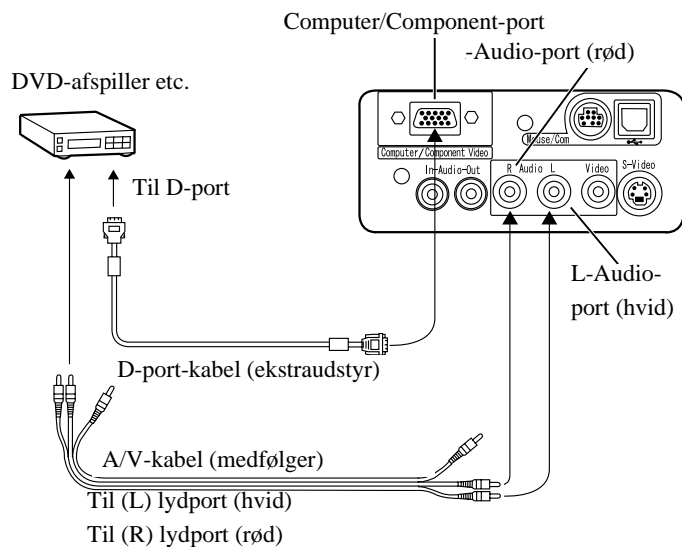 Computer/Component-port
-Audio-port (rød)
DVD-afspiller etc.
Mouse/Com
Computer/Component Video
In-Audio-Out
R Audio L
Video
S-Video
Til D-port
L-Audio-
port (hvid)
D-port-kabel (ekstraudstyr)
A/V-kabel (medfølger)
Til (L) lydport (hvid)
Til (R) lydport (rød)